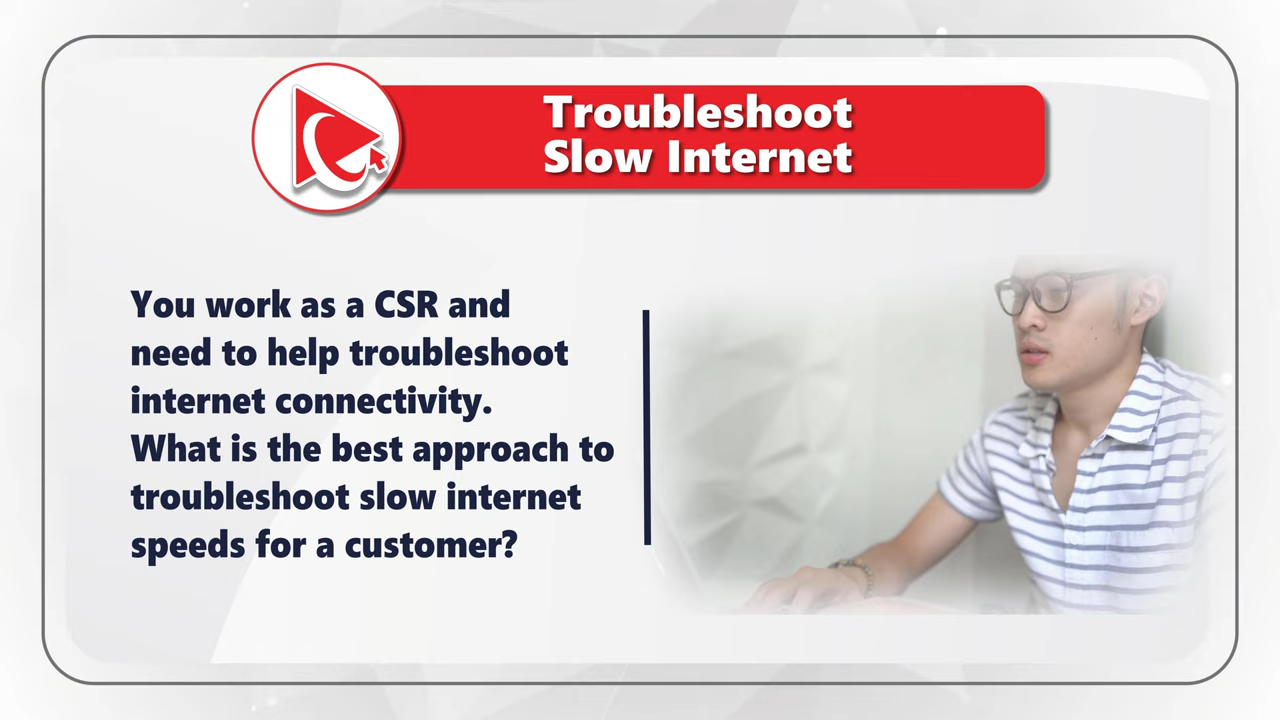 Troubleshoot
Slow Internet
You work as a CSR and
need to help troubleshoot
internet connectivity.
What is the best approach to
troubleshoot slow internet
speeds for a customer?